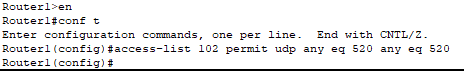 Router1>en
Router1#conf t
Enter configuration commands, one per line.  End with CNTL/Z.
Router1(config)#access-list 102 permit udp any eq 520 any eq 520
Router1(config)#